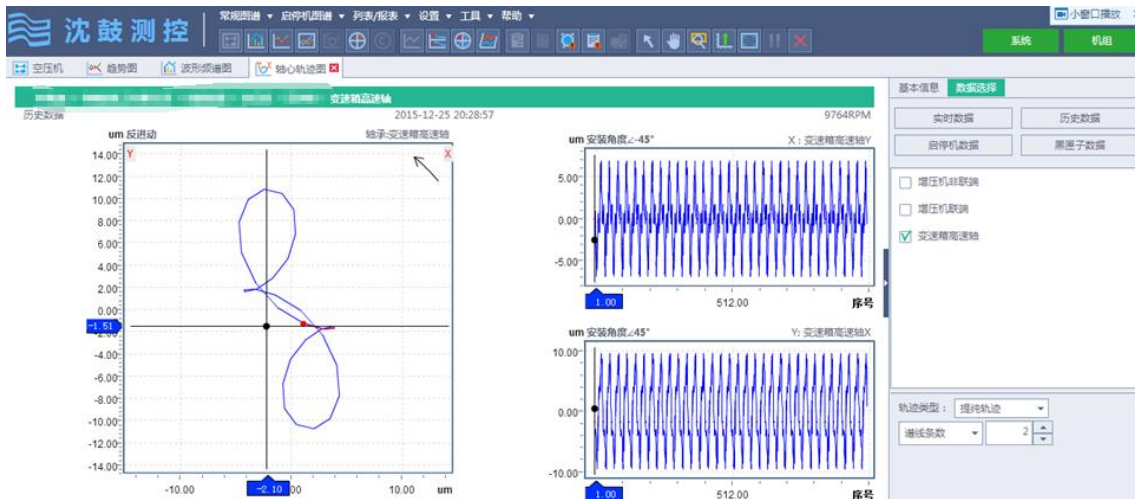 沈鼓测控
常规图谱 启停机图谱 列表/报表 设置 工具 帮助
小窗口播放
系统 机组
空压机 趋势图 波形频谱图 轴心轨迹图
变速箱高速轴
历史数据 2015-12-25 20:28:57 9764RPM
um 反进动 轴承:变速箱高速轴
Y X
14.00
12.00
10.00
8.00
6.00
4.00
2.00
0.00
-1.51
-4.00
-6.00
-8.00
-10.00
-12.00
-14.00
-10.00 -2.10 10.00 um
um 安装角度∠-45° X：变速箱高速轴Y
5.00
0.00
-5.00
1.00 512.00 序号
um 安装角度∠45° Y: 变速箱高速轴X
10.00
0.00
-10.00
1.00 512.00 序号
基本信息 数据选择
实时数据 历史数据
启停机数据 黑匣子数据
增压机非联端
增压机联端
变速箱高速轴
轨迹类型： 提纯轨迹
谱线条数 2